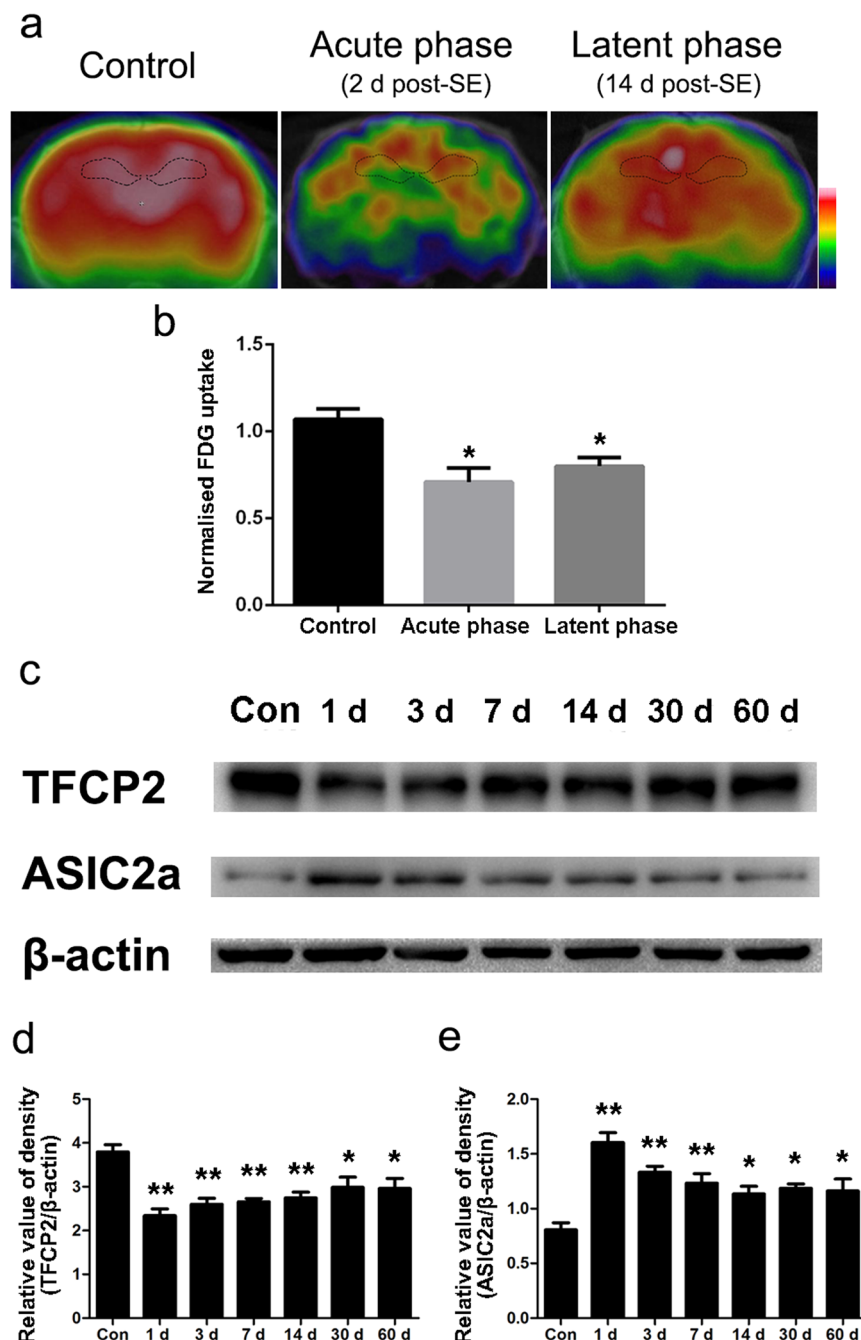 a
Control
Acute phase
(2 d post-SE)
Latent phase
(14 d post-SE)
b
Normalised FDG uptake
1.5
1.0
0.5
0.0
*
*
Control Acute phase Latent phase
c
Con 1 d 3 d 7 d 14 d 30 d 60 d
TFCP2
ASIC2a
β-actin
d
Relative value of density
(TFCP2/β-actin)
5
4
3
2
1
0
** ** ** ** * *
Con 1 d 3 d 7 d 14 d 30 d 60 d
e
Relative value of density
(ASIC2a/β-actin)
2.0
1.5
1.0
0.5
0.0
** ** ** * * *
Con 1 d 3 d 7 d 14 d 30 d 60 d